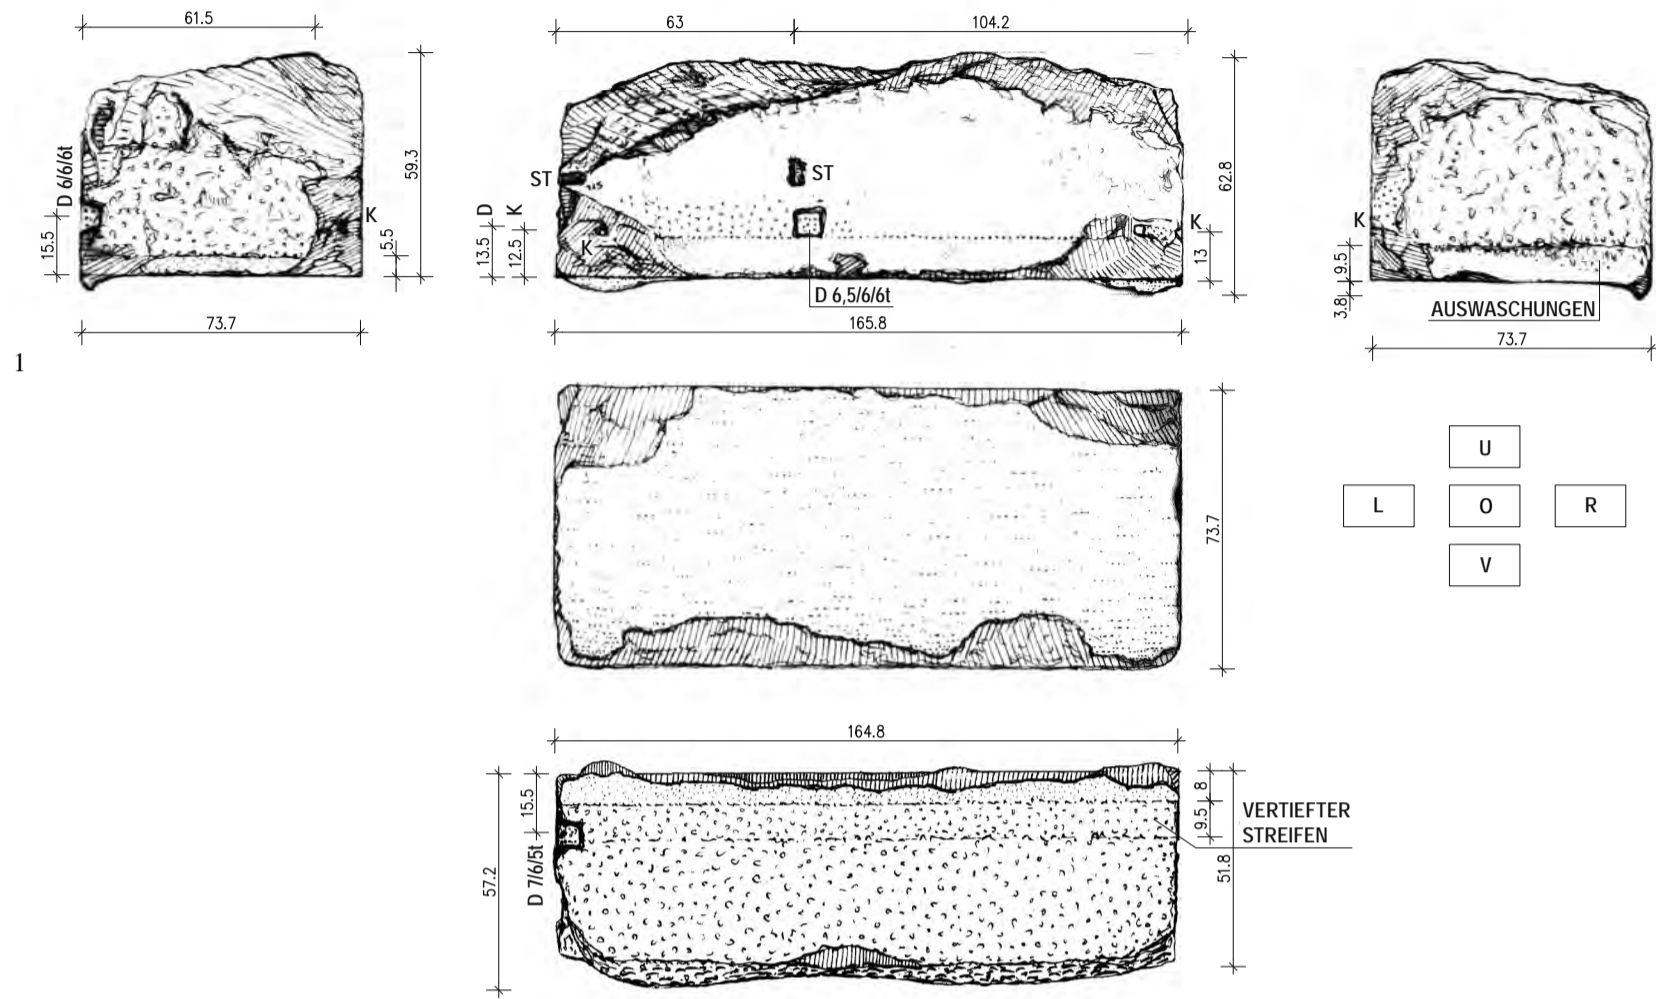 61.5
D 6/6/6t
15.5
59.3
K
5.5
73.7
63
104.2
ST
ST
D
K
13.5
12.5
K
K
62.8
13
D 6,5/6/6t
165.8
K
9.5
3.8
AUSWASCHUNGEN
73.7
1
73.7
U
L
O
R
V
164.8
15.5
57.2
D 7/6/5t
8
9.5
51.8
VERTIEFTER
STREIFEN